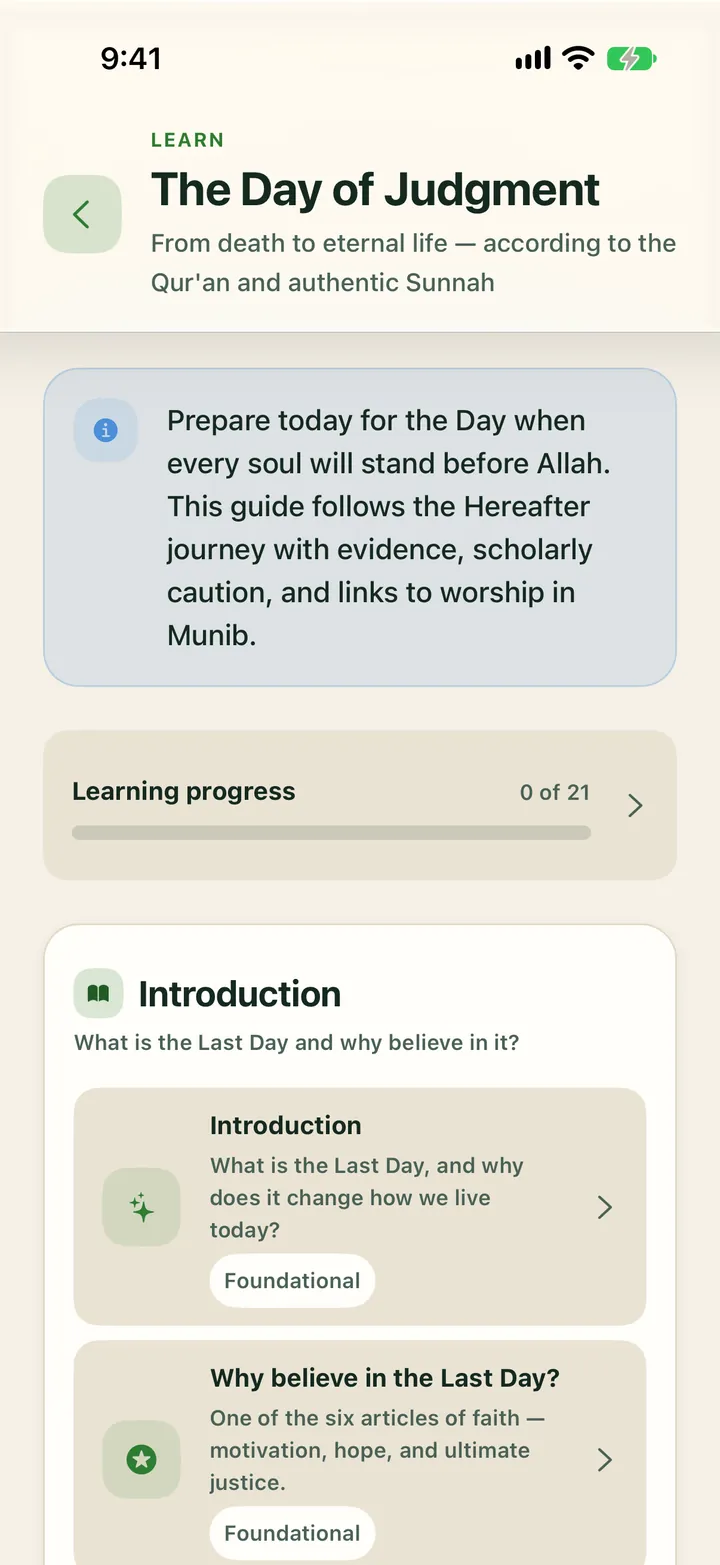 9:41
LEARN
The Day of Judgment
From death to eternal life — according to the
Qur'an and authentic Sunnah
Prepare today for the Day when
every soul will stand before Allah.
This guide follows the Hereafter
journey with evidence, scholarly
caution, and links to worship in
Munib.
Learning progress
0 of 21
Introduction
What is the Last Day and why believe in it?
Introduction
What is the Last Day, and why
does it change how we live
today?
Foundational
Why believe in the Last Day?
One of the six articles of faith —
motivation, hope, and ultimate
justice.
Foundational